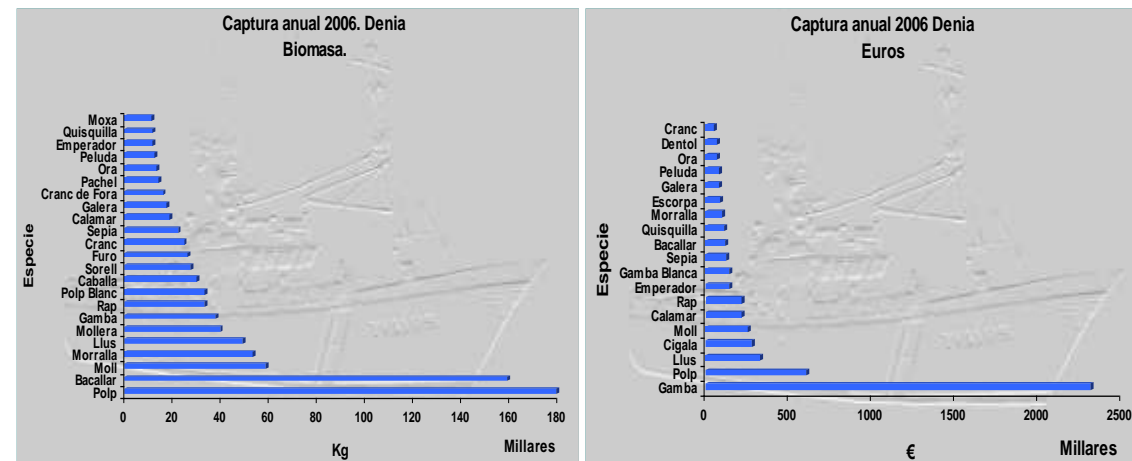 Captura anual 2006. Denia
Biomasa.
Especie
Moxa
Quisquilla
Emperador
Peluda
Ora
Pachel
Cranc de Fora
Galera
Calamar
Sepia
Cranc
Furo
Sorell
Caballa
Polp Blanc
Rap
Gamba
Mollera
Llus
Morralla
Moll
Bacallar
Polp
0 20 40 60 80 100 120 140 160 180
Kg
Millares
Captura anual 2006 Denia
Euros
Especie
Cranc
Dentol
Ora
Peluda
Galera
Escorpa
Morralla
Quisquilla
Bacallar
Sepia
Gamba Blanca
Emperador
Rap
Calamar
Moll
Cigala
Llus
Polp
Gamba
0 500 1000 1500 2000 2500
€
Millares